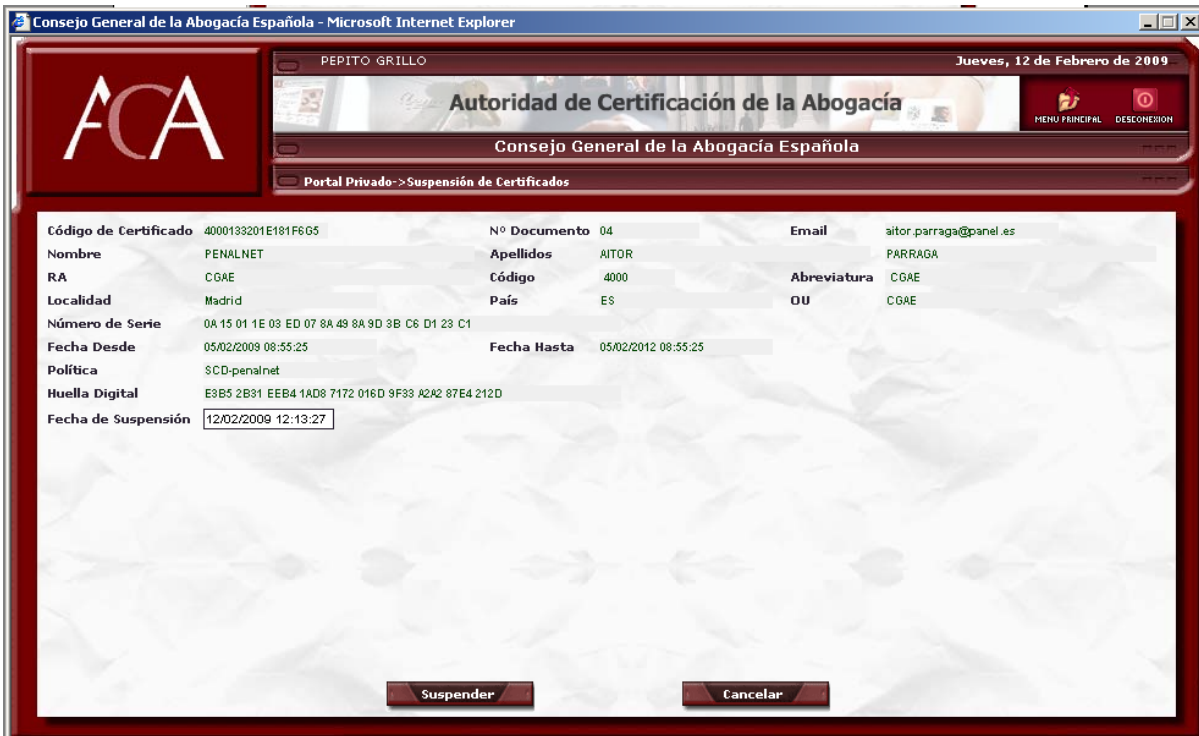 Consejo General de la Abogacía Española - Microsoft Internet Explorer
PEPITO GRILLO Jueves, 12 de Febrero de 2009
ACA
Autoridad de Certificación de la Abogacía
MENU PRINCIPAL DESCONEXION
Consejo General de la Abogacía Española
Portal Privado->Suspensión de Certificados
Código de Certificado 4000133201E181F6G5 Nº Documento 04 Email aitor.parraga@panel.es
Nombre PENALNET Apellidos AITOR PARRAGA
RA CGAE Código 4000 Abreviatura CGAE
Localidad Madrid País ES OU CGAE
Número de Serie 0A 15 01 1E 03 ED 07 8A 49 8A 9D 3B C6 D1 23 C1
Fecha Desde 05/02/2009 08:55:25 Fecha Hasta 05/02/2012 08:55:25
Política SCD-penalnet
Huella Digital E3B5 2B31 EEB4 1AD8 7172 016D 9F33 A2A2 87E4 212D
Fecha de Suspensión 12/02/2009 12:13:27
Suspender Cancelar